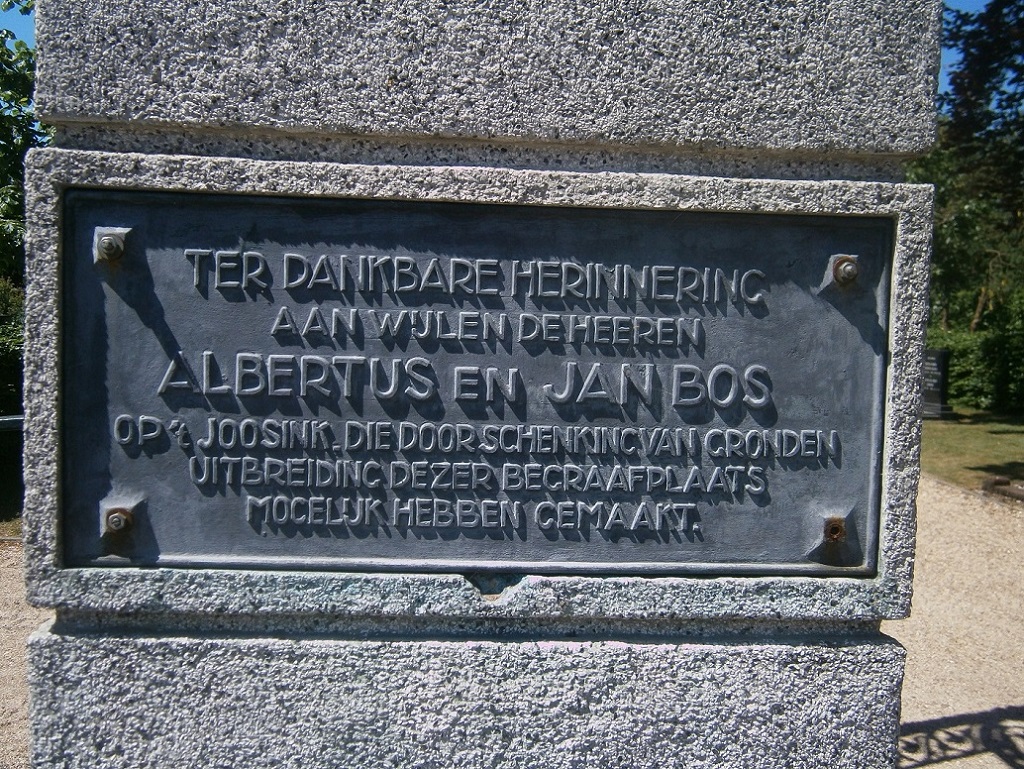 TER DANKBARE HERINNERING
AAN WIJLEN DE HEEREN
ALBERTUS EN JAN BOS
OP 't JOOSINK, DIE DOOR SCHENKING VAN GRONDEN
UITBREIDING DEZER BEGRAAFPLAATS
MOGELIJK HEBBEN GEMAAKT.